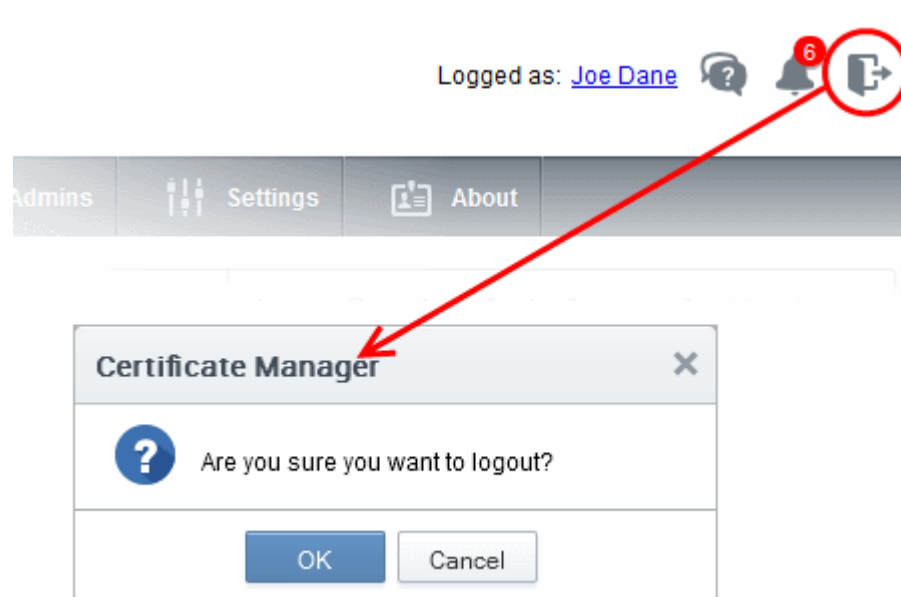 6
Logged as: Joe Dane
Admins Settings About
Certificate Manager
Are you sure you want to logout?
OK Cancel